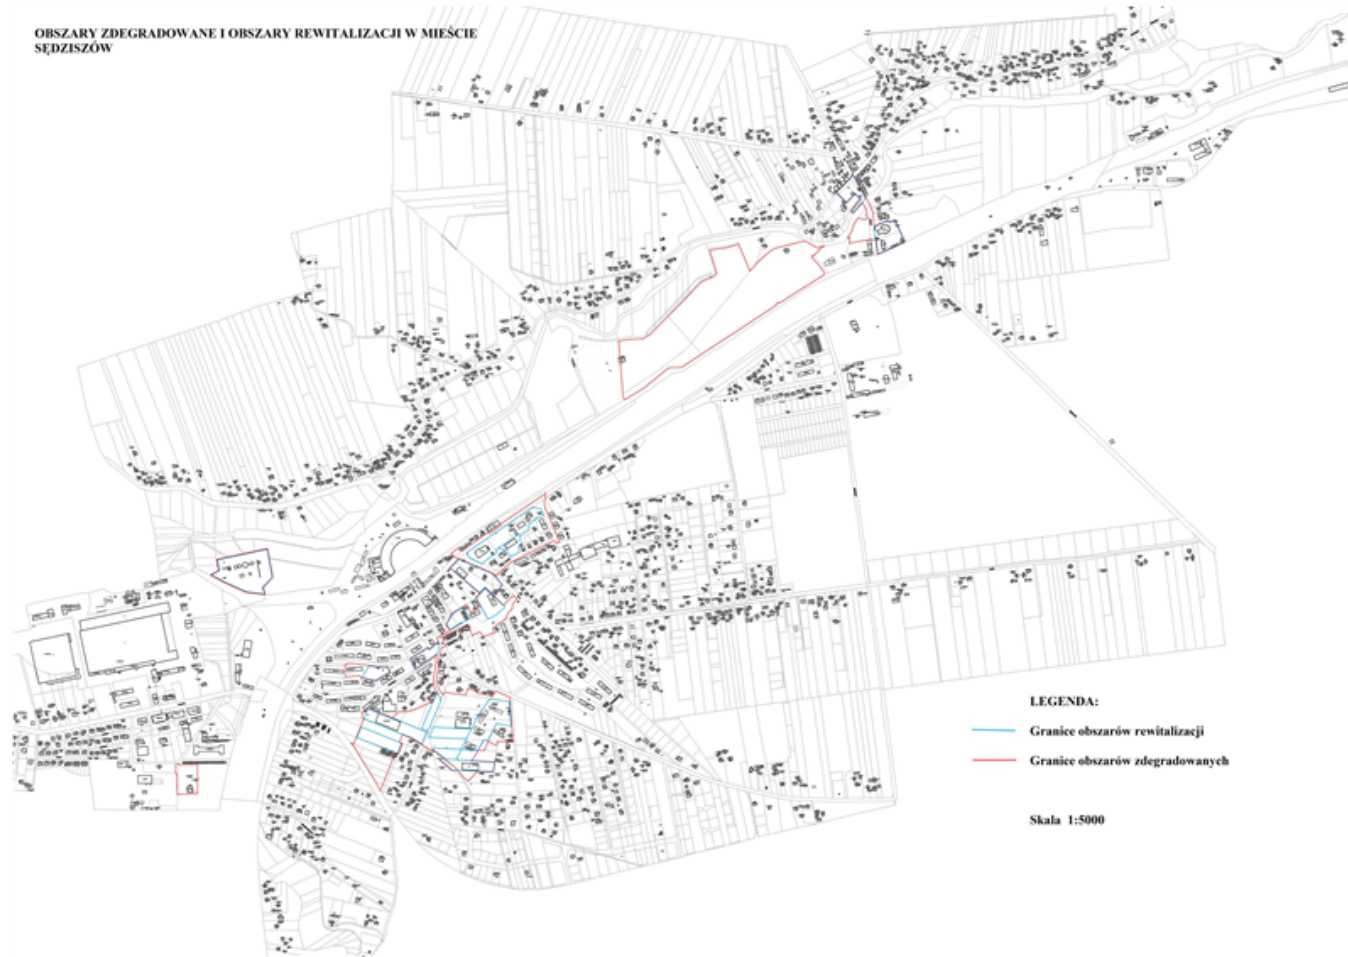 OBSZARY ZDEGRADOWANE I OBSZARY REWITALIZACJI W MIEŚCIE
SĘDZISZÓW
LEGENDA:
Granice obszarów rewitalizacji
Granice obszarów zdegradowanych
Skala 1:5000